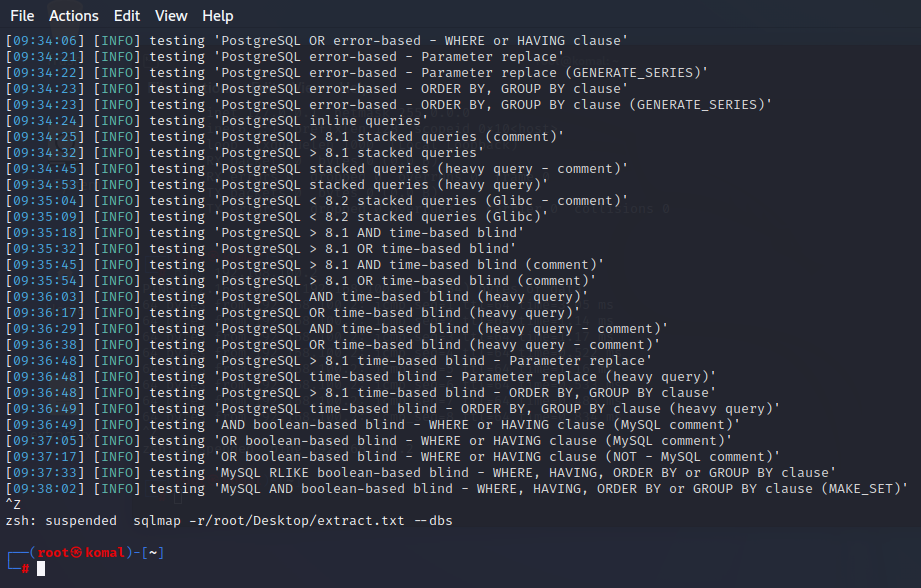 File Actions Edit View Help
[09:34:06] [INFO] testing 'PostgreSQL OR error-based - WHERE or HAVING clause'
[09:34:21] [INFO] testing 'PostgreSQL error-based - Parameter replace'
[09:34:22] [INFO] testing 'PostgreSQL error-based - Parameter replace (GENERATE_SERIES)'
[09:34:23] [INFO] testing 'PostgreSQL error-based - ORDER BY, GROUP BY clause'
[09:34:23] [INFO] testing 'PostgreSQL error-based - ORDER BY, GROUP BY clause (GENERATE_SERIES)'
[09:34:24] [INFO] testing 'PostgreSQL inline queries'
[09:34:25] [INFO] testing 'PostgreSQL > 8.1 stacked queries (comment)'
[09:34:32] [INFO] testing 'PostgreSQL > 8.1 stacked queries'
[09:34:45] [INFO] testing 'PostgreSQL stacked queries (heavy query - comment)'
[09:34:53] [INFO] testing 'PostgreSQL stacked queries (heavy query)'
[09:35:04] [INFO] testing 'PostgreSQL < 8.2 stacked queries (Glibc - comment)'
[09:35:09] [INFO] testing 'PostgreSQL < 8.2 stacked queries (Glibc)'
[09:35:18] [INFO] testing 'PostgreSQL > 8.1 AND time-based blind'
[09:35:32] [INFO] testing 'PostgreSQL > 8.1 OR time-based blind'
[09:35:45] [INFO] testing 'PostgreSQL > 8.1 AND time-based blind (comment)'
[09:35:54] [INFO] testing 'PostgreSQL > 8.1 OR time-based blind (comment)'
[09:36:03] [INFO] testing 'PostgreSQL AND time-based blind (heavy query)'
[09:36:17] [INFO] testing 'PostgreSQL OR time-based blind (heavy query)'
[09:36:29] [INFO] testing 'PostgreSQL AND time-based blind (heavy query - comment)'
[09:36:38] [INFO] testing 'PostgreSQL OR time-based blind (heavy query - comment)'
[09:36:48] [INFO] testing 'PostgreSQL > 8.1 time-based blind - Parameter replace'
[09:36:48] [INFO] testing 'PostgreSQL time-based blind - Parameter replace (heavy query)'
[09:36:48] [INFO] testing 'PostgreSQL > 8.1 time-based blind - ORDER BY, GROUP BY clause'
[09:36:49] [INFO] testing 'PostgreSQL time-based blind - ORDER BY, GROUP BY clause (heavy query)'
[09:36:49] [INFO] testing 'AND boolean-based blind - WHERE or HAVING clause (MySQL comment)'
[09:37:05] [INFO] testing 'OR boolean-based blind - WHERE or HAVING clause (MySQL comment)'
[09:37:17] [INFO] testing 'OR boolean-based blind - WHERE or HAVING clause (NOT - MySQL comment)'
[09:37:33] [INFO] testing 'MySQL RLIKE boolean-based blind - WHERE, HAVING, ORDER BY or GROUP BY clause'
[09:38:02] [INFO] testing 'MySQL AND boolean-based blind - WHERE, HAVING, ORDER BY or GROUP BY clause (MAKE_SET)'
^Z
zsh: suspended  sqlmap -r/root/Desktop/extract.txt --dbs
┌──(root㉿komal)-[~]
└─#